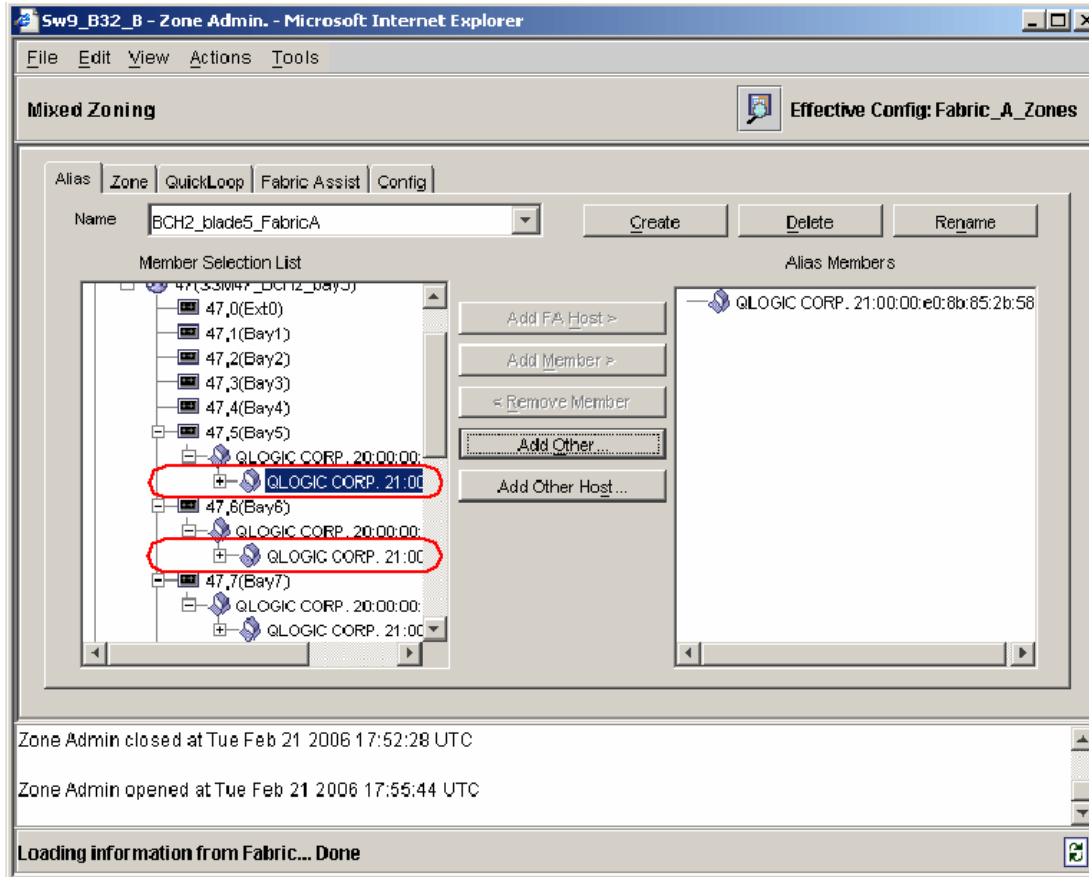 Sw9_B32_B - Zone Admin. - Microsoft Internet Explorer
File Edit View Actions Tools
Mixed Zoning
Effective Config: Fabric_A_Zones
Alias Zone QuickLoop Fabric Assist Config
Name BCH2_blade5_FabricA Create Delete Rename
Member Selection List
47,0(Ext0)
47,1(Bay1)
47,2(Bay2)
47,3(Bay3)
47,4(Bay4)
47,5(Bay5)
QLOGIC CORP. 20:00:00:
QLOGIC CORP. 21:00
47,6(Bay6)
QLOGIC CORP. 20:00:00:
QLOGIC CORP. 21:00
47,7(Bay7)
QLOGIC CORP. 20:00:00:
QLOGIC CORP. 21:00
Add FA Host >
Add Member >
< Remove Member
Add Other...
Add Other Host...
Alias Members
QLOGIC CORP. 21:00:00:e0:8b:85:2b:58
Zone Admin closed at Tue Feb 21 2006 17:52:28 UTC
Zone Admin opened at Tue Feb 21 2006 17:55:44 UTC
Loading information from Fabric... Done